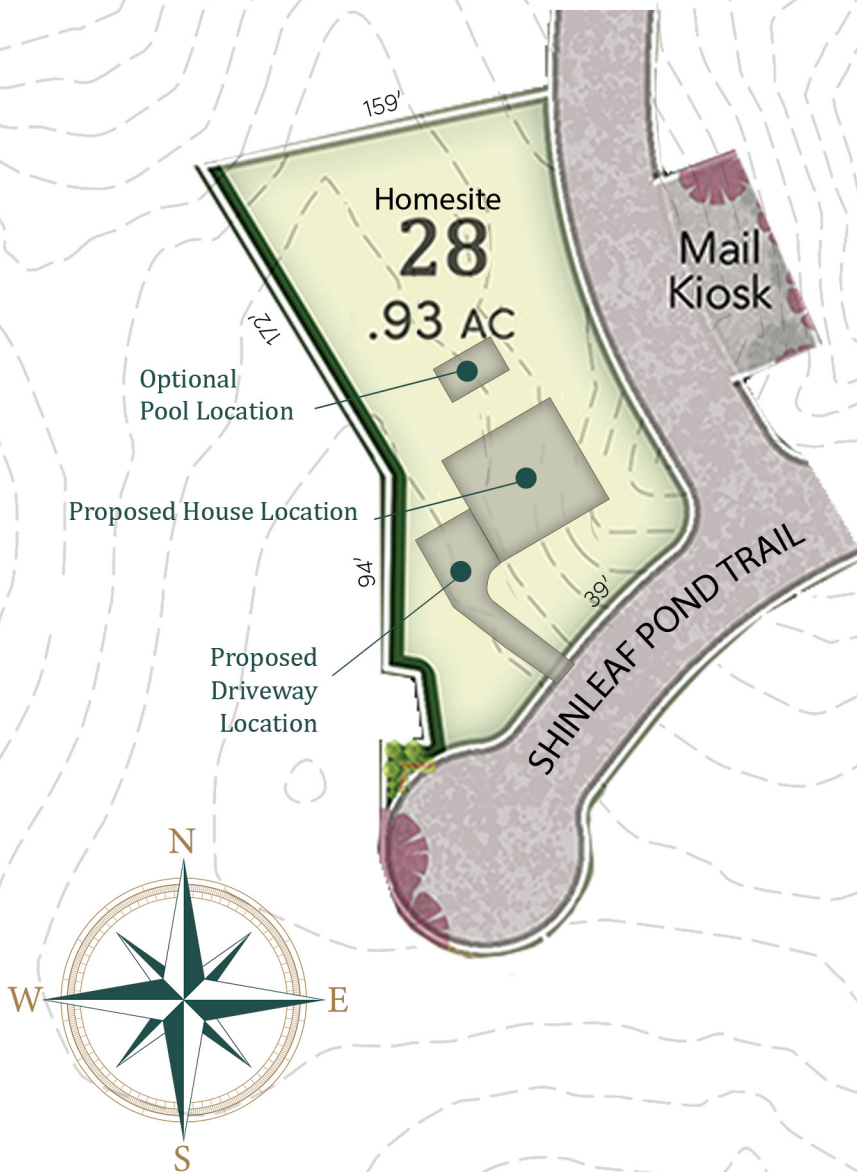 159'
Homesite
28
.93 AC
Mail
Kiosk
172'
Optional
Pool Location
Proposed House Location
94'
39'
SHINLEAF POND TRAIL
Proposed
Driveway
Location
N
W
E
S